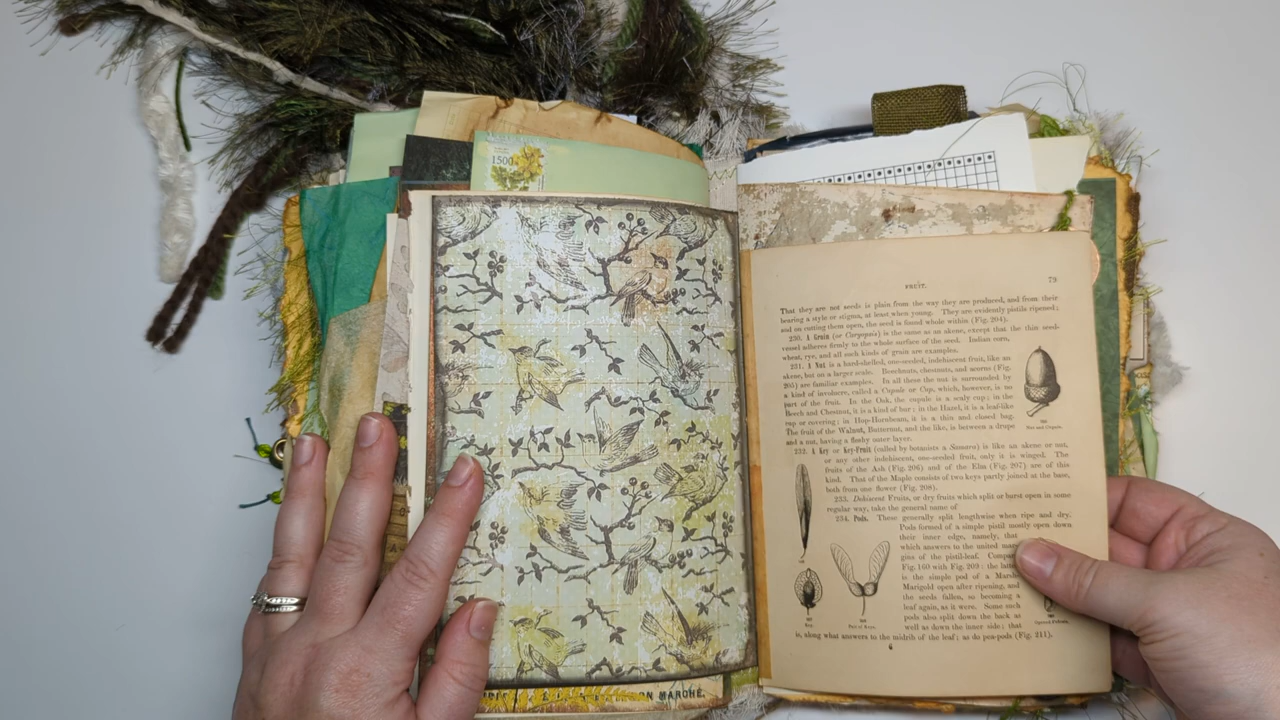 1500
FRUIT. 79
That they are not seeds is plain from the way they are produced, and from their
bearing a style or stigma, at least when young. They are evidently pistils ripened;
and on cutting them open, the seed is found whole within (Fig. 204).
230. A Grain (or Caryopsis) is the same as an akene, except that the thin seed-
vessel adheres firmly to the whole surface of the seed. Indian corn,
wheat, rye, and all such kinds of grain are examples.
231. A Nut is a hard-shelled, one-seeded, indehiscent fruit, like an
akene, but on a larger scale. Beechnuts, chestnuts, and acorns (Fig.
205) are familiar examples. In all these the nut is surrounded by
a kind of involucre, called a Cupule or Cup, which, however, is no
part of the fruit. In the Oak, the cupule is a scaly cup; in the
Beech and Chestnut, it is a kind of bur; in the Hazel, it is a leaf-like
cup or covering; in Hop-Hornbeam, it is a thin and closed bag.
The fruit of the Walnut, Butternut, and the like, is between a drupe
and a nut, having a fleshy outer layer.
Nut and Cupule.
232. A Key or Key-Fruit (called by botanists a Samara) is like an akene or nut,
or any other indehiscent, one-seeded fruit, only it is winged. The
fruits of the Ash (Fig. 206) and of the Elm (Fig. 207) are of this
kind. That of the Maple consists of two keys partly joined at the base,
both from one flower (Fig. 208).
233. Dehiscent Fruits, or dry fruits which split or burst open in some
regular way, take the general name of
234. Pods. These generally split lengthwise when ripe and dry.
Pods formed of a simple pistil mostly open down
their inner edge, namely, that
which answers to the united mar-
gins of the pistil-leaf.
Fig. 160 with Fig. 209: the
is the simple pod of a Marsh
Marigold open after ripening, and
the seeds fallen, so becoming a
leaf again, as it were. Some such
pods also split down the back as
well as down the inner side; that
Key.
Pair of Keys.
is, along what answers to the midrib of the leaf; as do pea-pods (Fig. 211).
6
ON MARCHÉ.